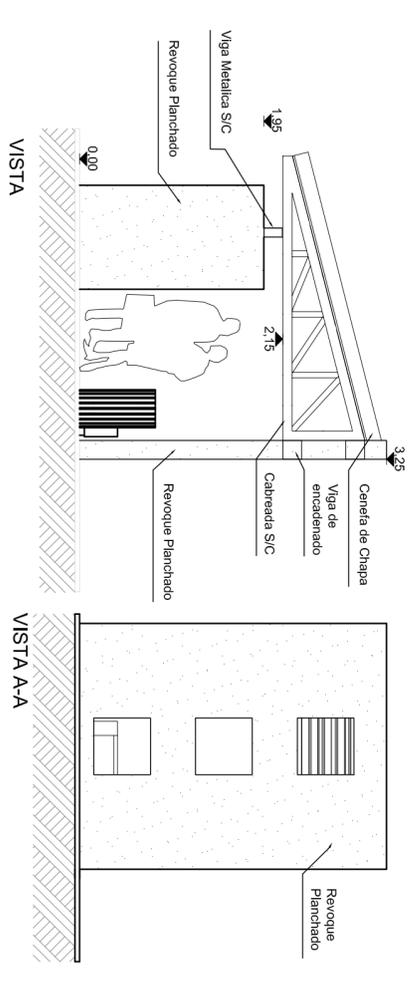 3,25
Cenefa de Chapa
Viga de
encadenado
Cabreada S/C
Revoque Planchado
1,95
2,15
Viga Metalica S/C
Revoque Planchado
0,00
VISTA
Revoque
Planchado
VISTA A-A